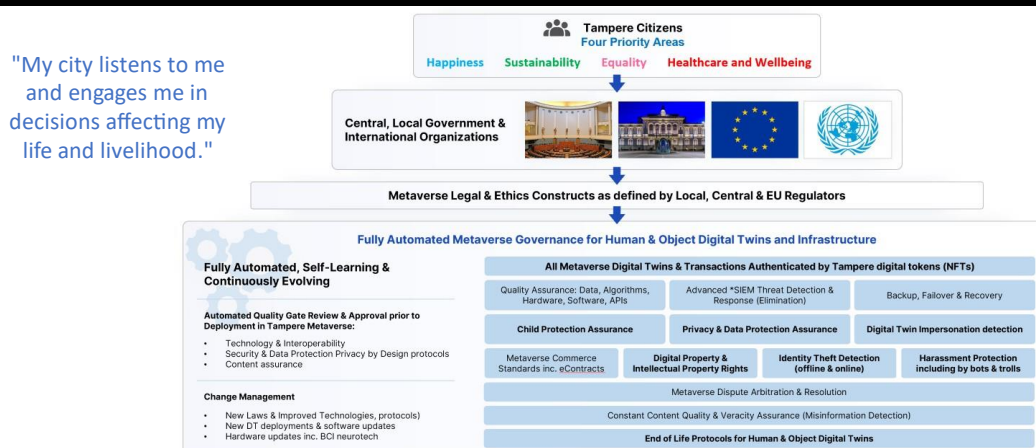 "My city listens to me
and engages me in
decisions affecting my
life and livelihood."
Tampere Citizens
Four Priority Areas
Happiness Sustainability Equality Healthcare and Wellbeing
Central, Local Government &
International Organizations
Metaverse Legal & Ethics Constructs as defined by Local, Central & EU Regulators
Fully Automated Metaverse Governance for Human & Object Digital Twins and Infrastructure
Fully Automated, Self-Learning &
Continuously Evolving
Automated Quality Gate Review & Approval prior to
Deployment in Tampere Metaverse:
• Technology & Interoperability
• Security & Data Protection Privacy by Design protocols
• Content assurance
Change Management
• New Laws & Improved Technologies, protocols)
• New DT deployments & software updates
• Hardware updates inc. BCI neurotech
All Metaverse Digital Twins & Transactions Authenticated by Tampere digital tokens (NFTs)
Quality Assurance: Data, Algorithms,
Hardware, Software, APIs
Advanced *SIEM Threat Detection &
Response (Elimination)
Backup, Failover & Recovery
Child Protection Assurance
Privacy & Data Protection Assurance
Digital Twin Impersonation detection
Metaverse Commerce
Standards inc. eContracts
Digital Property &
Intellectual Property Rights
Identity Theft Detection
(offline & online)
Harassment Protection
including by bots & trolls
Metaverse Dispute Arbitration & Resolution
Constant Content Quality & Veracity Assurance (Misinformation Detection)
End of Life Protocols for Human & Object Digital Twins